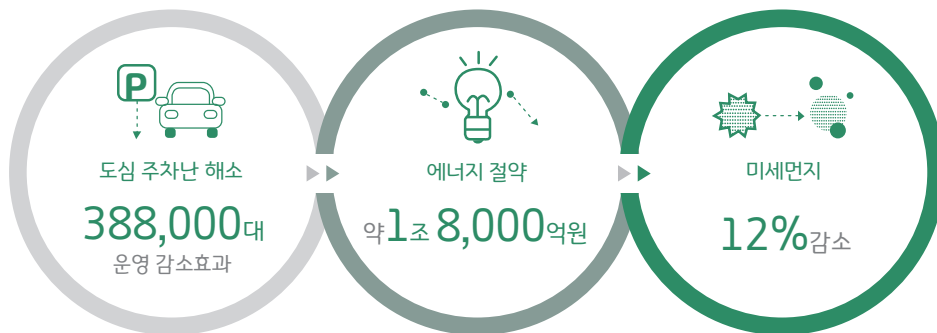 P
도심 주차난 해소
388,000대
운영 감소효과
에너지 절약
약1조 8,000억원
미세먼지
12%감소